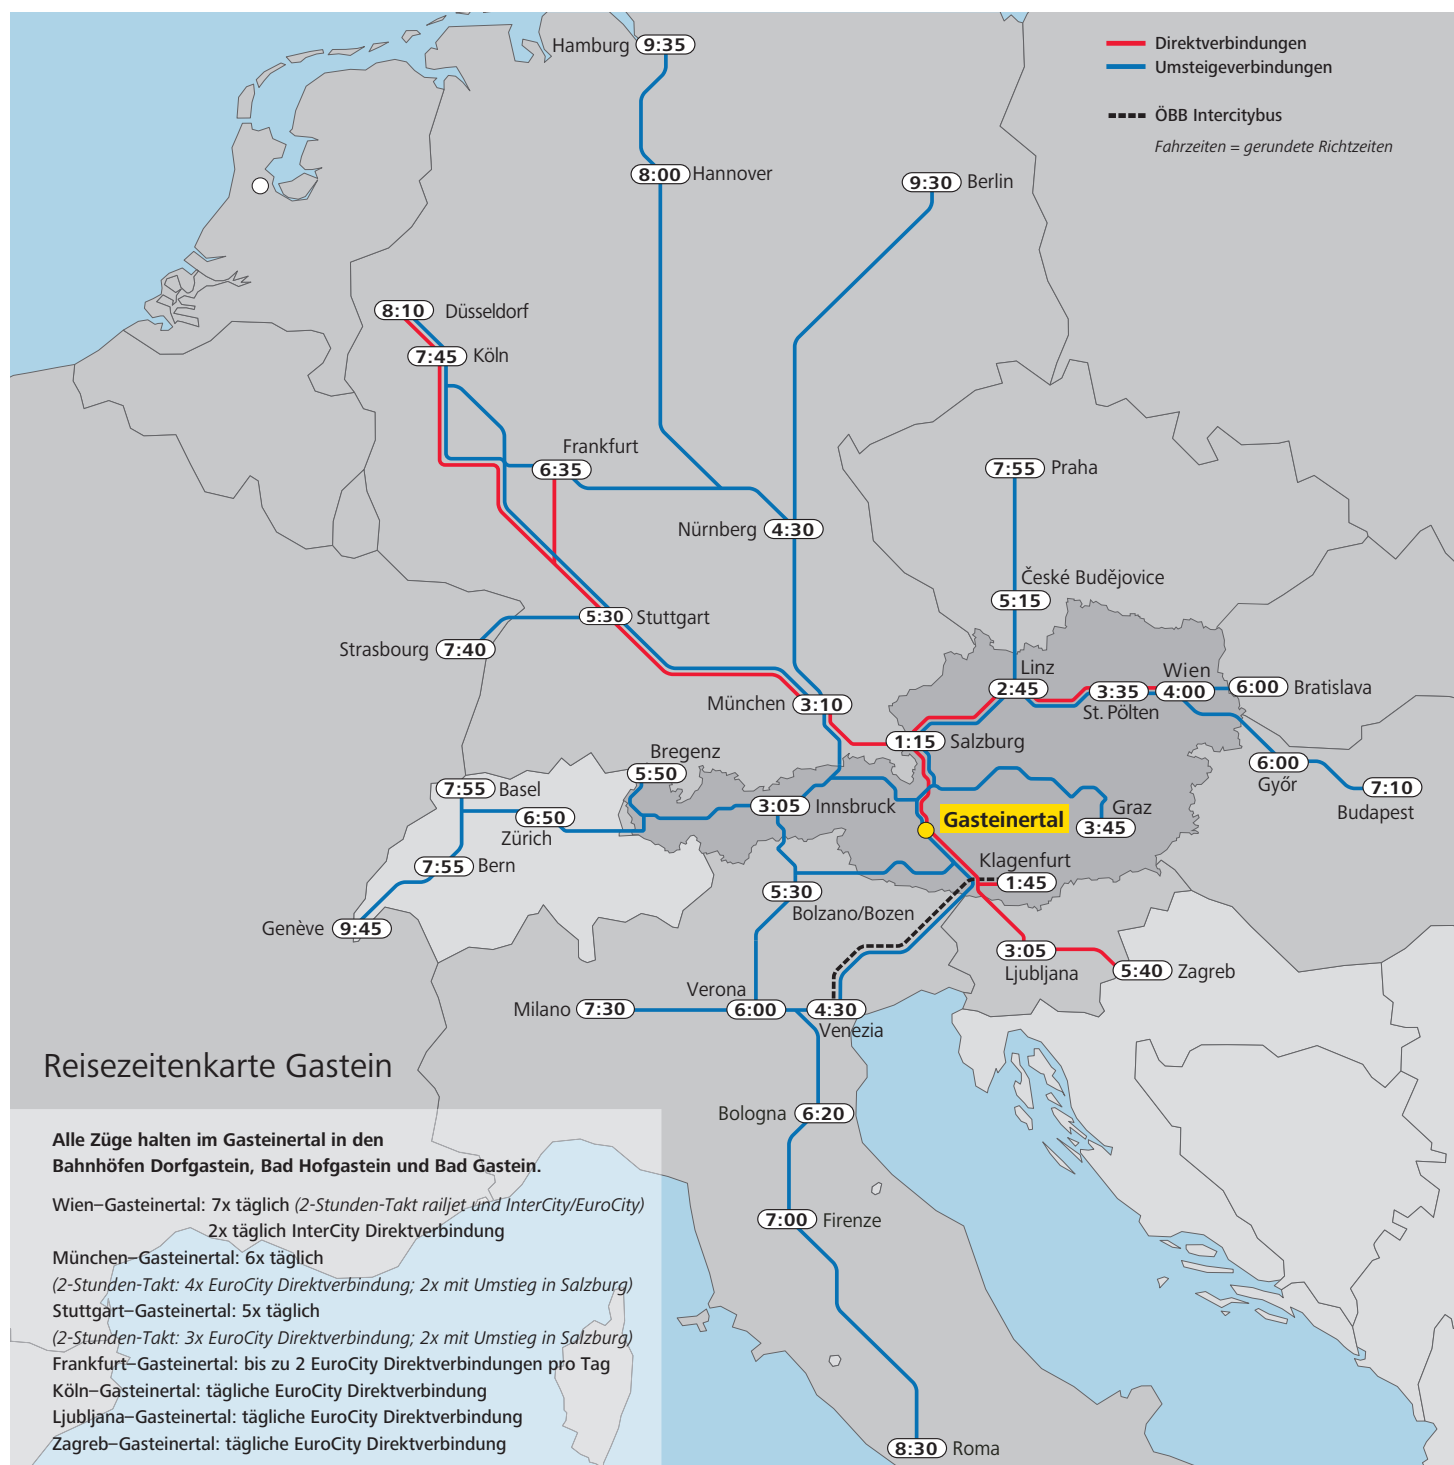 Hamburg 9:35
Direktverbindungen
Umsteigeverbindungen
ÖBB Intercitybus
Fahrzeiten = gerundete Richtzeiten
8:00 Hannover
9:30 Berlin
8:10 Düsseldorf
7:45 Köln
Frankfurt
6:35
7:55 Praha
Nürnberg 4:30
České Budějovice
5:15
5:30 Stuttgart
Strasbourg 7:40
Linz
2:45
Wien
4:00
3:35
St. Pölten
6:00 Bratislava
München 3:10
1:15 Salzburg
Bregenz
5:50
6:00
Győr
7:55 Basel
7:10
Budapest
3:05 Innsbruck
6:50
Zürich
Gasteinertal
Graz
3:45
7:55 Bern
Klagenfurt
1:45
5:30
Bolzano/Bozen
Genève 9:45
3:05
Ljubljana
5:40 Zagreb
Verona
6:00
Milano 7:30
4:30
Venezia
Reisezeitenkarte Gastein
Bologna 6:20
Alle Züge halten im Gasteinertal in den
Bahnhöfen Dorfgastein, Bad Hofgastein und Bad Gastein.
Wien–Gasteinertal: 7x täglich (2-Stunden-Takt railjet und InterCity/EuroCity)
2x täglich InterCity Direktverbindung
München–Gasteinertal: 6x täglich
(2-Stunden-Takt: 4x EuroCity Direktverbindung; 2x mit Umstieg in Salzburg)
Stuttgart–Gasteinertal: 5x täglich
(2-Stunden-Takt: 3x EuroCity Direktverbindung; 2x mit Umstieg in Salzburg)
Frankfurt–Gasteinertal: bis zu 2 EuroCity Direktverbindungen pro Tag
Köln–Gasteinertal: tägliche EuroCity Direktverbindung
Ljubljana–Gasteinertal: tägliche EuroCity Direktverbindung
Zagreb–Gasteinertal: tägliche EuroCity Direktverbindung
7:00 Firenze
8:30 Roma